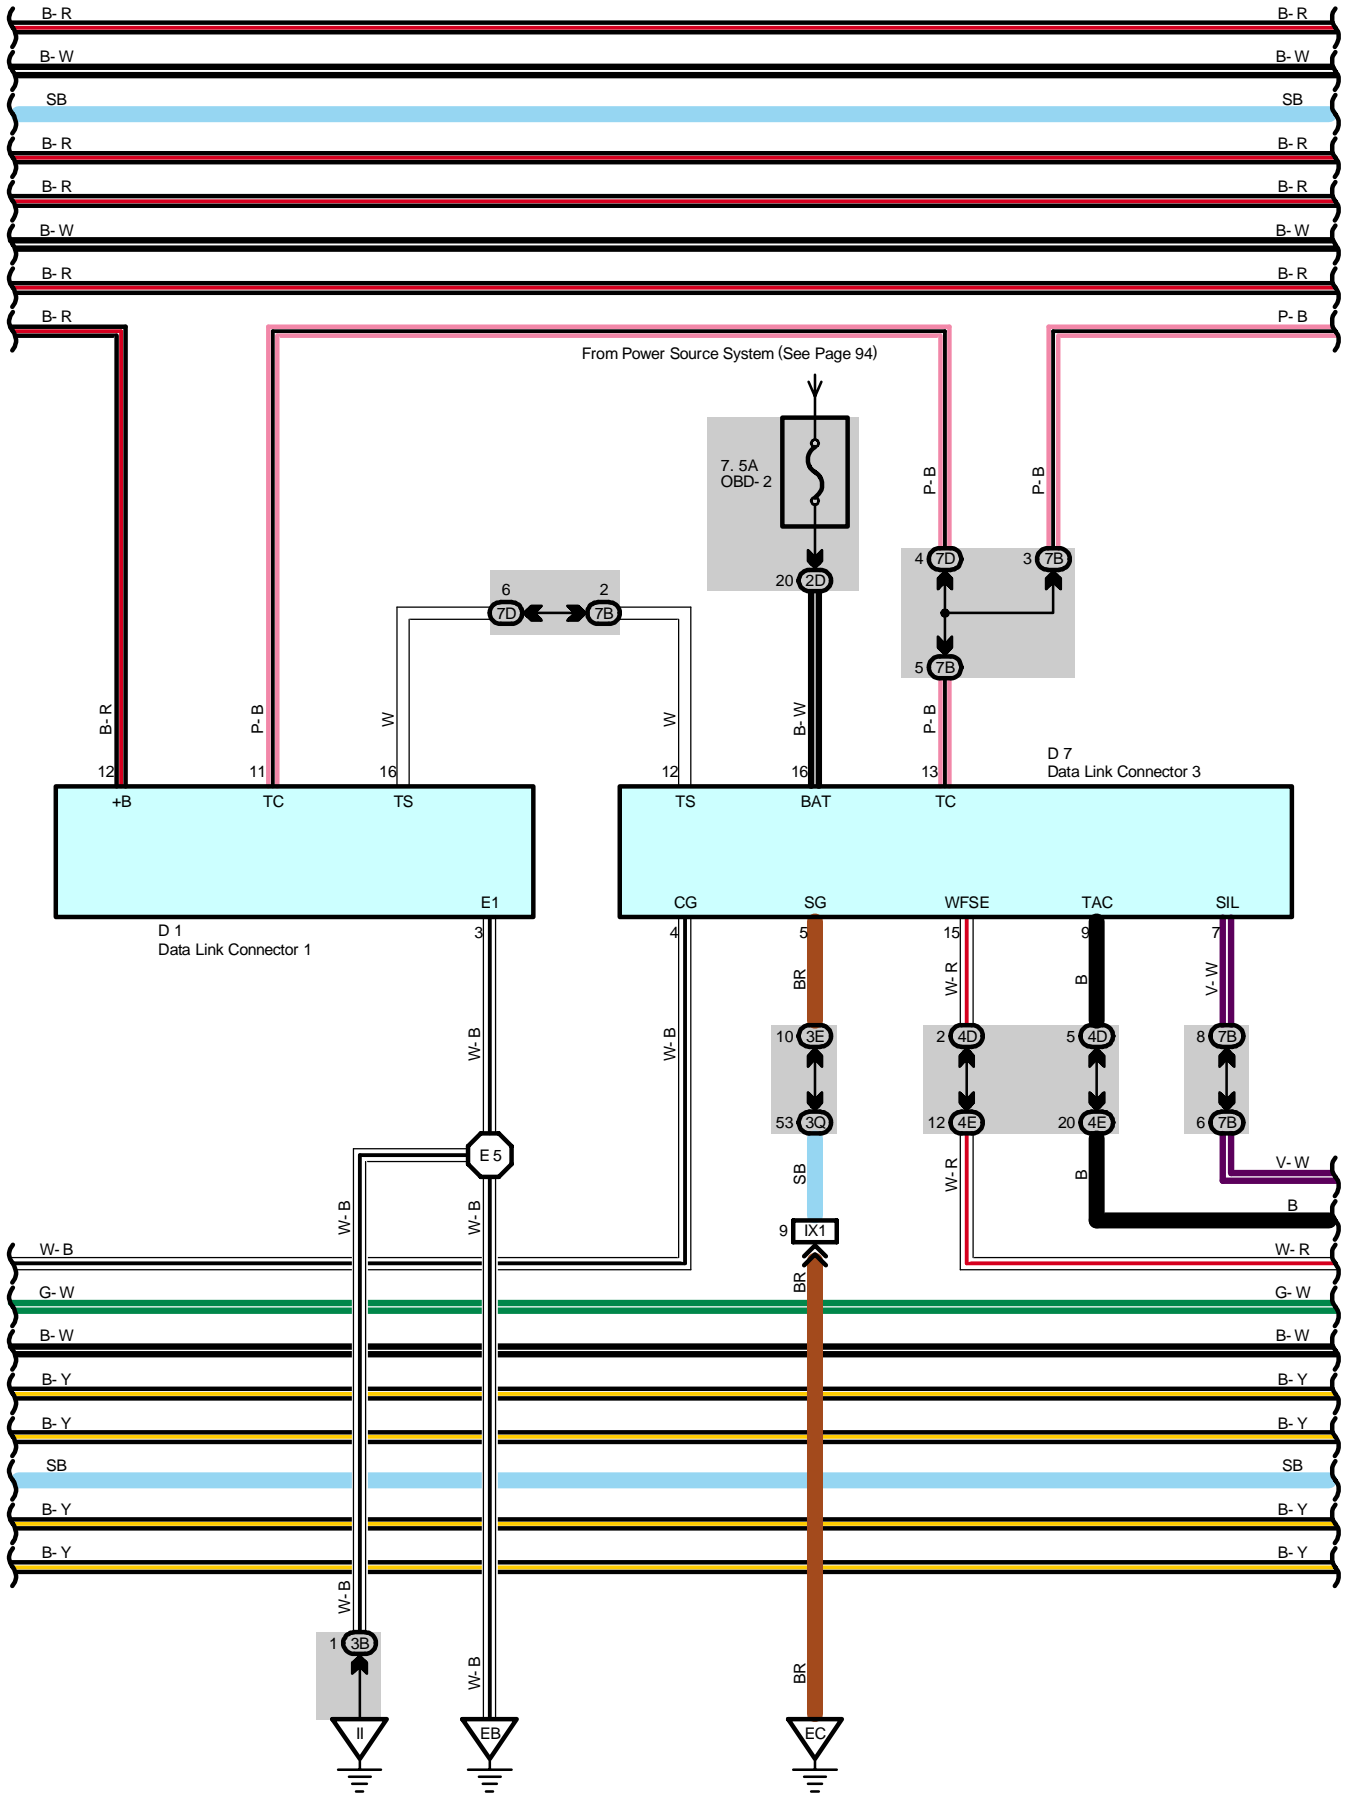 B- R B- R
B- W B- W
SB SB
B- R B- R
B- R B- R
B- W B- W
B- R B- R
B- R P- B
From Power Source System (See Page 94)
7. 5A
OBD- 2
P- B P- B
4 7D 3 7B
20 2D
6 2
7D 7B
5 7B
B- R P- B W W B- W P- B
D 7
Data Link Connector 3
12 11 16 12 16 13
+B TC TS TS BAT TC
E1 CG SG WFSE TAC SIL
D 1
Data Link Connector 1
3 4 5 15 9 7
BR W- R B V- W
W- B W- B
10 3E 2 4D 5 4D 8 7B
53 3Q 12 4E 20 4E 6 7B
E 5
SB W- R B
V- W
W- B W- B
B
9 IX1
W- B W- R
BR
G- W G- W
B- W B- W
B- Y B- Y
B- Y B- Y
SB SB
B- Y B- Y
B- Y B- Y
W- B
1 3B
W- B BR
II EB EC